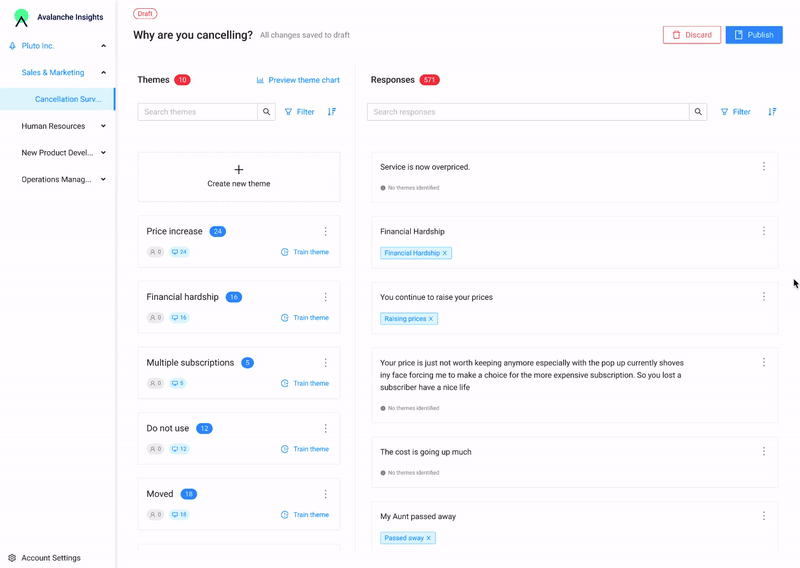 Avalanche Insights
Pluto Inc.
Sales & Marketing
Cancellation Surv...
Human Resources
New Product Devel...
Operations Manag...
Account Settings
Draft
Why are you cancelling? All changes saved to draft
Discard
Publish
Themes 10
Preview theme chart
Search themes
Filter
Create new theme
Price increase 24
0 24 Train theme
Financial hardship 16
0 16 Train theme
Multiple subscriptions 5
0 5 Train theme
Do not use 12
0 12 Train theme
Moved 18
0 18 Train theme
Responses 571
Search responses
Filter
Service is now overpriced.
No themes identified
Financial Hardship
Financial Hardship ×
You continue to raise your prices
Raising prices ×
Your price is just not worth keeping anymore especially with the pop up currently shoves
iny face forcing me to make a choice for the more expensive subscription. So you lost a
subscriber have a nice life
No themes identified
The cost is going up much
No themes identified
My Aunt passed away
Passed away ×